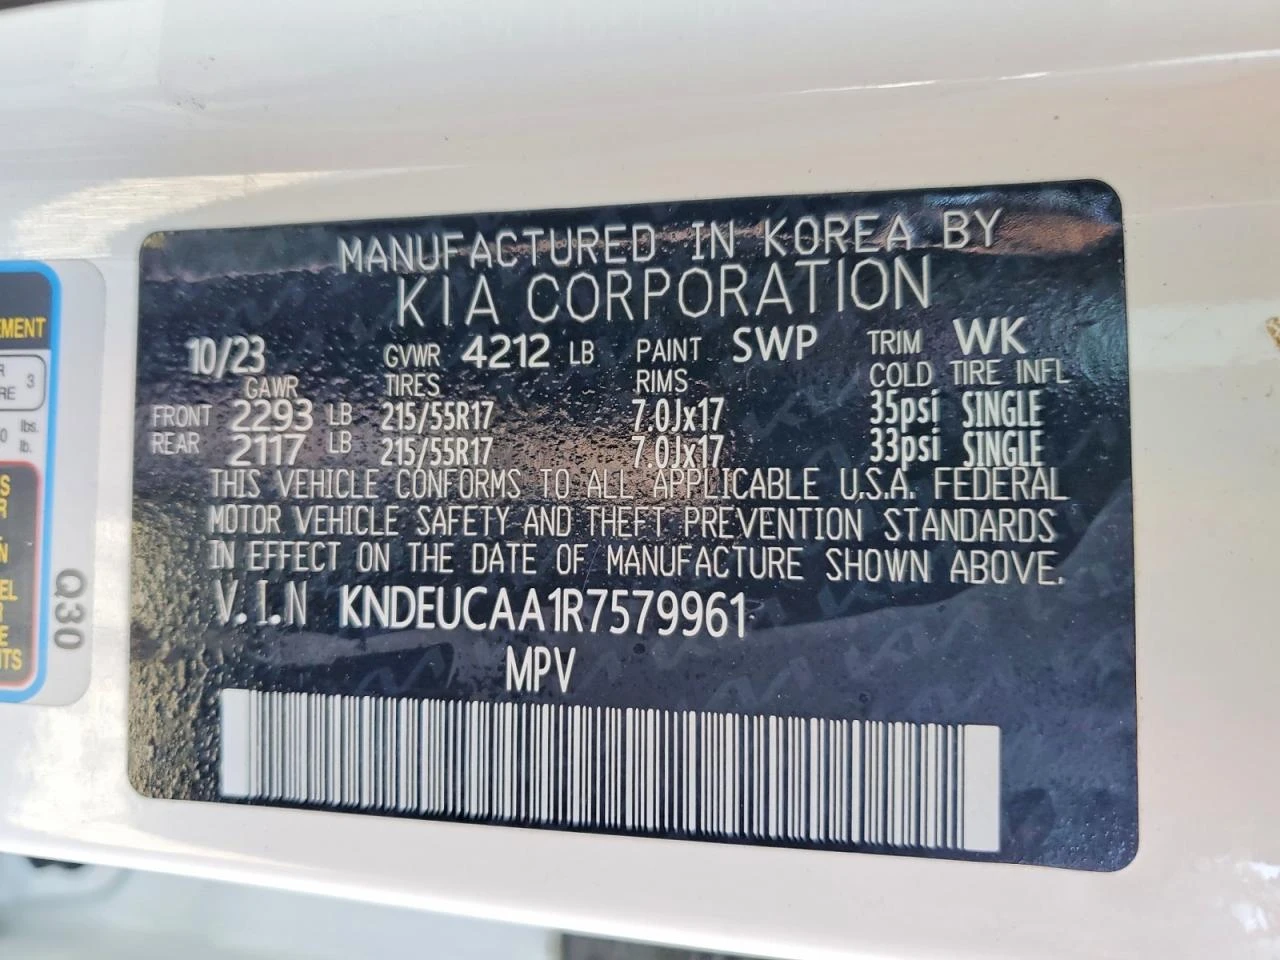 MANUFACTURED IN KOREA BY
KIA CORPORATION
10/23 GVWR 4212 LB PAINT SWP TRIM WK
GAWR TIRES RIMS COLD TIRE INFL
FRONT 2293 LB 215/55R17 7.0Jx17 35psi SINGLE
REAR 2117 LB 215/55R17 7.0Jx17 33psi SINGLE
THIS VEHICLE CONFORMS TO ALL APPLICABLE U.S.A. FEDERAL
MOTOR VEHICLE SAFETY AND THEFT PREVENTION STANDARDS
IN EFFECT ON THE DATE OF MANUFACTURE SHOWN ABOVE.
V.I.N KNDEUCAA1R7579961
MPV
3
lbs.
lb.
Q30